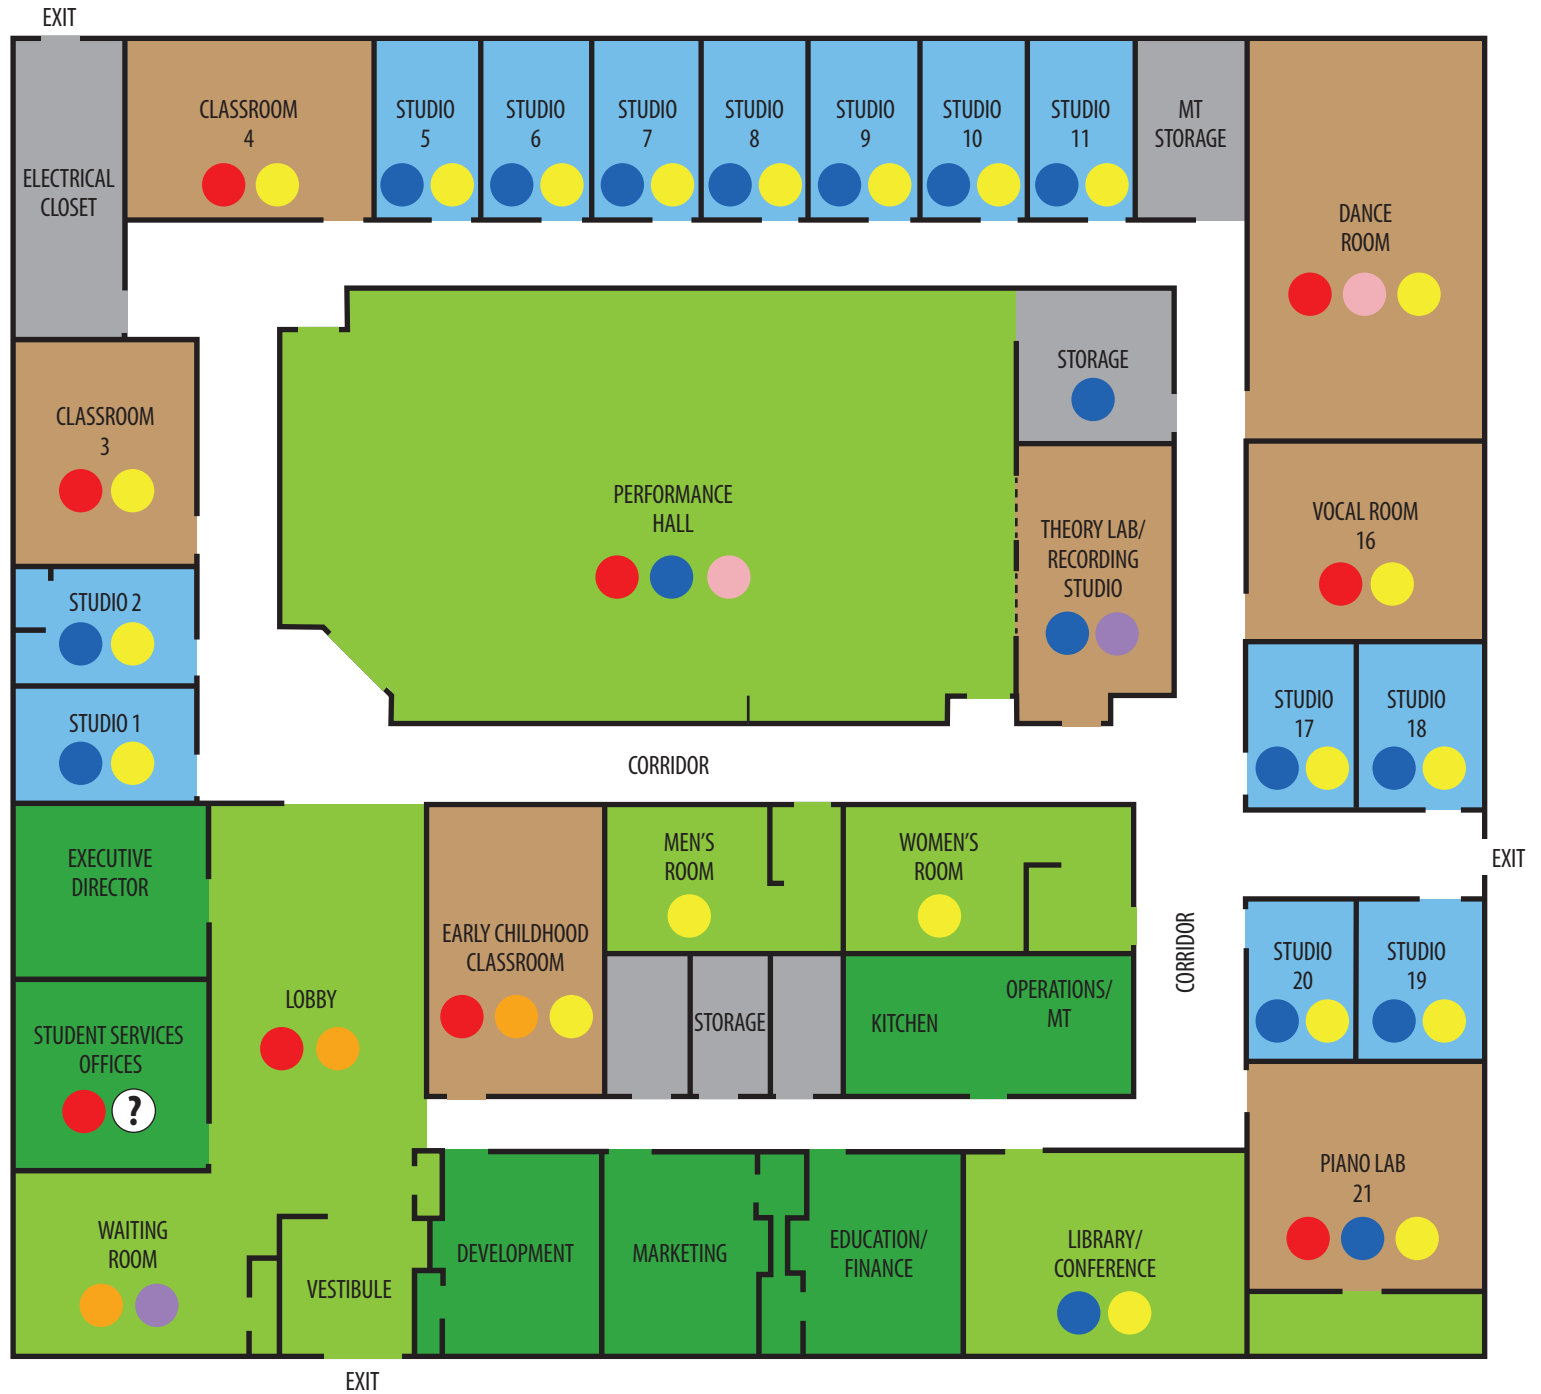 EXIT
CLASSROOM
4
STUDIO
5
STUDIO
6
STUDIO
7
STUDIO
8
STUDIO
9
STUDIO
10
STUDIO
11
MT
STORAGE
ELECTRICAL
CLOSET
DANCE
ROOM
STORAGE
CLASSROOM
3
PERFORMANCE
HALL
THEORY LAB/
RECORDING
STUDIO
VOCAL ROOM
16
STUDIO 2
STUDIO 1
STUDIO
17
STUDIO
18
CORRIDOR
EXECUTIVE
DIRECTOR
MEN'S
ROOM
WOMEN'S
ROOM
EXIT
EARLY CHILDHOOD
CLASSROOM
CORRIDOR
STUDIO
20
STUDIO
19
LOBBY
STORAGE
KITCHEN
OPERATIONS/
MT
STUDENT SERVICES
OFFICES
?
PIANO LAB
21
WAITING
ROOM
VESTIBULE
DEVELOPMENT
MARKETING
EDUCATION/
FINANCE
LIBRARY/
CONFERENCE
EXIT